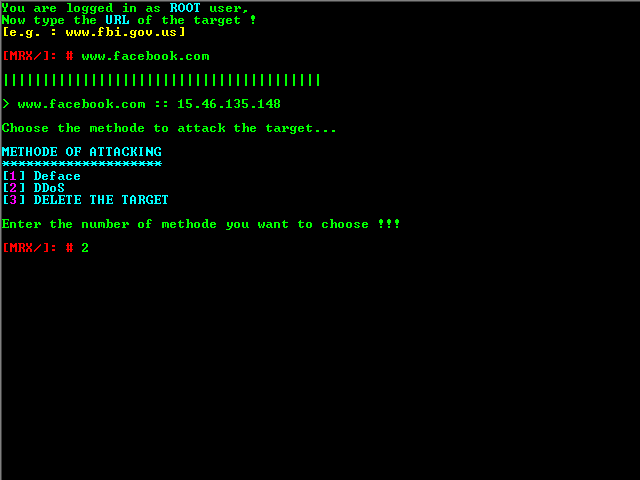 You are logged in as ROOT user,
Now type the URL of the target !
[e.g. : www.fbi.gov.us]
[MRX/]: # www.facebook.com
||||||||||||||||||||||||||||||||||||||||
> www.facebook.com :: 15.46.135.148
Choose the methode to attack the target...
METHODE OF ATTACKING
********************
[1] Deface
[2] DDoS
[3] DELETE THE TARGET
Enter the number of methode you want to choose !!!
[MRX/]: # 2